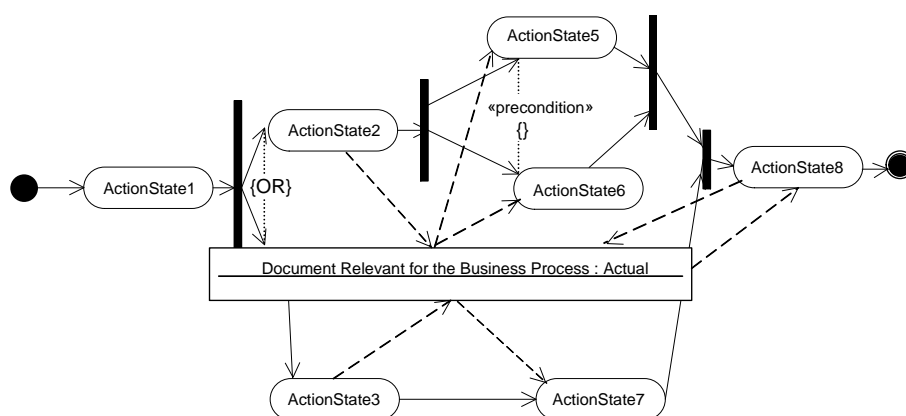 ActionState5
«precondition»
{}
ActionState2
ActionState1
{OR}
ActionState6
ActionState8
Document Relevant for the Business Process : Actual
ActionState3
ActionState7